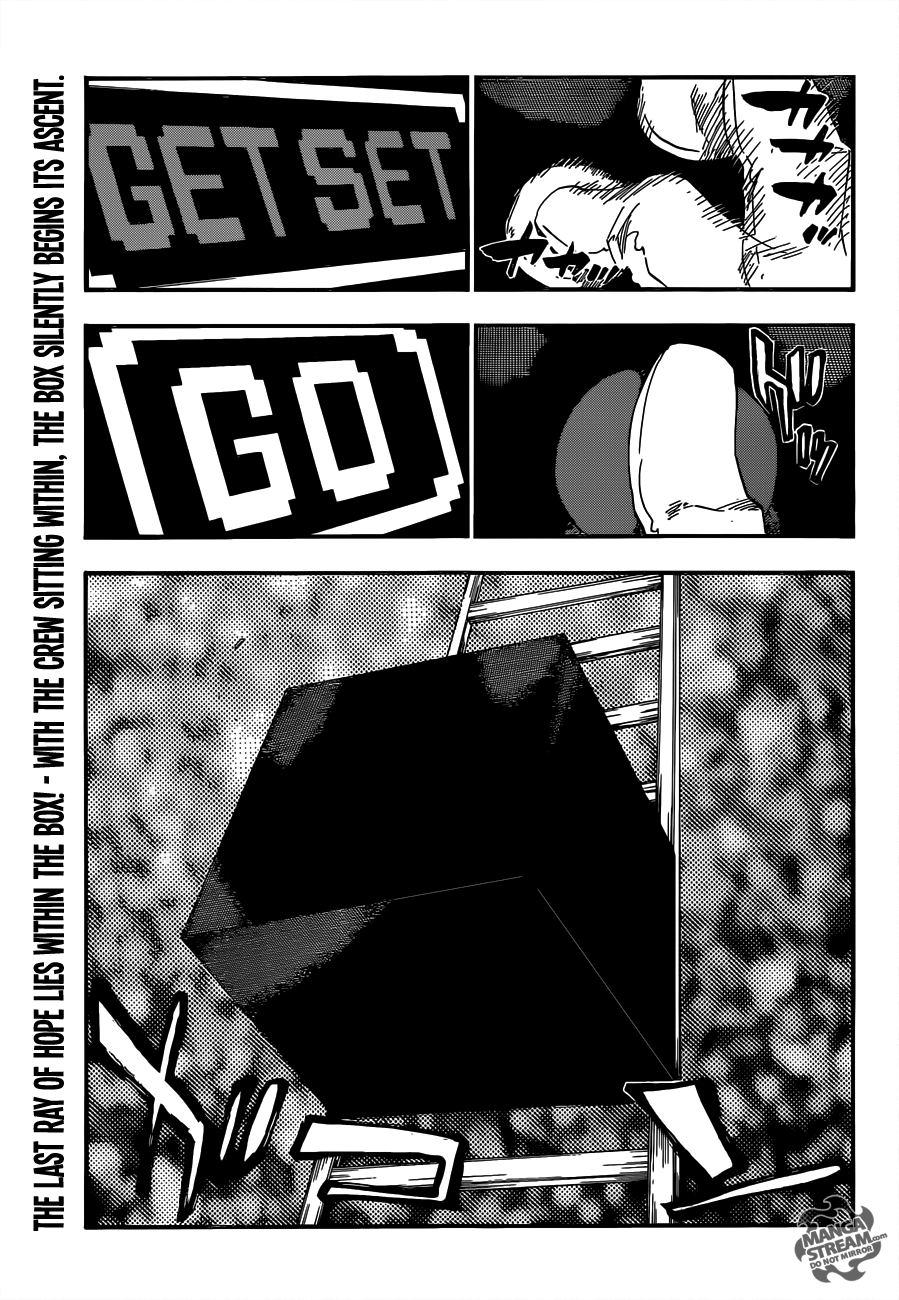 THE LAST RAY OF HOPE LIES WITHIN THE BOX! - WITH THE CREW SITTING WITHIN, THE BOX SILENTLY BEGINS ITS ASCENT.
GET SET
GO
MANGA
STREAM.com
DO NOT MIRROR